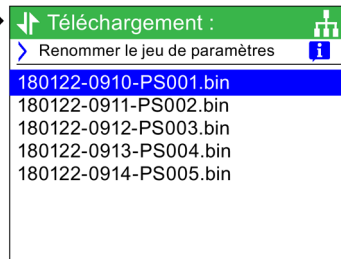 Téléchargement :
Renommer le jeu de paramètres
180122-0910-PS001.bin
180122-0911-PS002.bin
180122-0912-PS003.bin
180122-0913-PS004.bin
180122-0914-PS005.bin